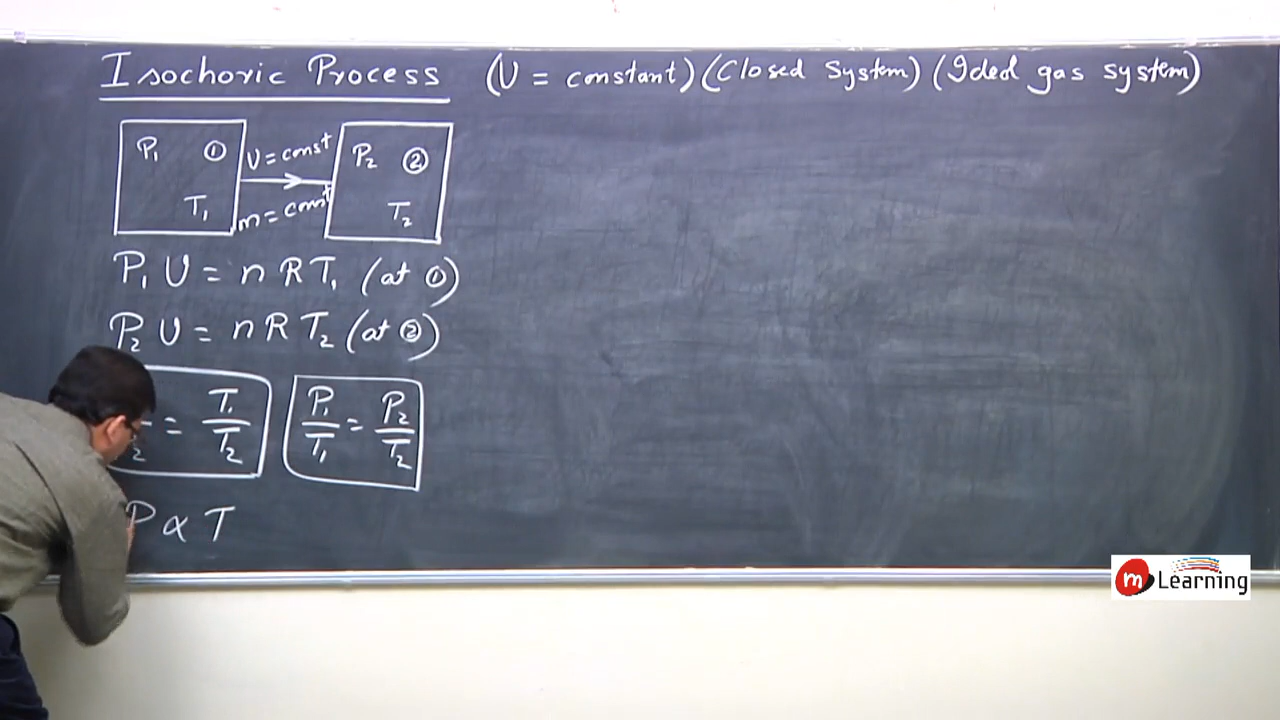 Isochoric Process (V = constant) (Closed System) (Ideal gas system)
P₁ ① V = const P₂ ②
T₁ m = const T₂
P₁ V = n R T₁ (at ①)
P₂ V = n R T₂ (at ②)
₂ = T₁/T₂ P₁/T₁ = P₂/T₂
P ∝ T
m Learning